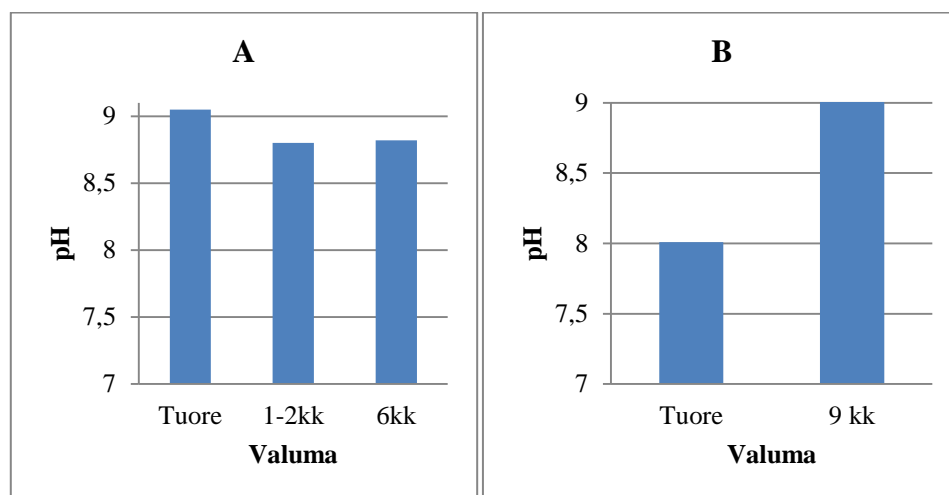 A
9
8,5
8
7,5
7
pH
Tuore 1-2kk 6kk
Valuma
B
9
8,5
8
7,5
7
pH
Tuore 9 kk
Valuma